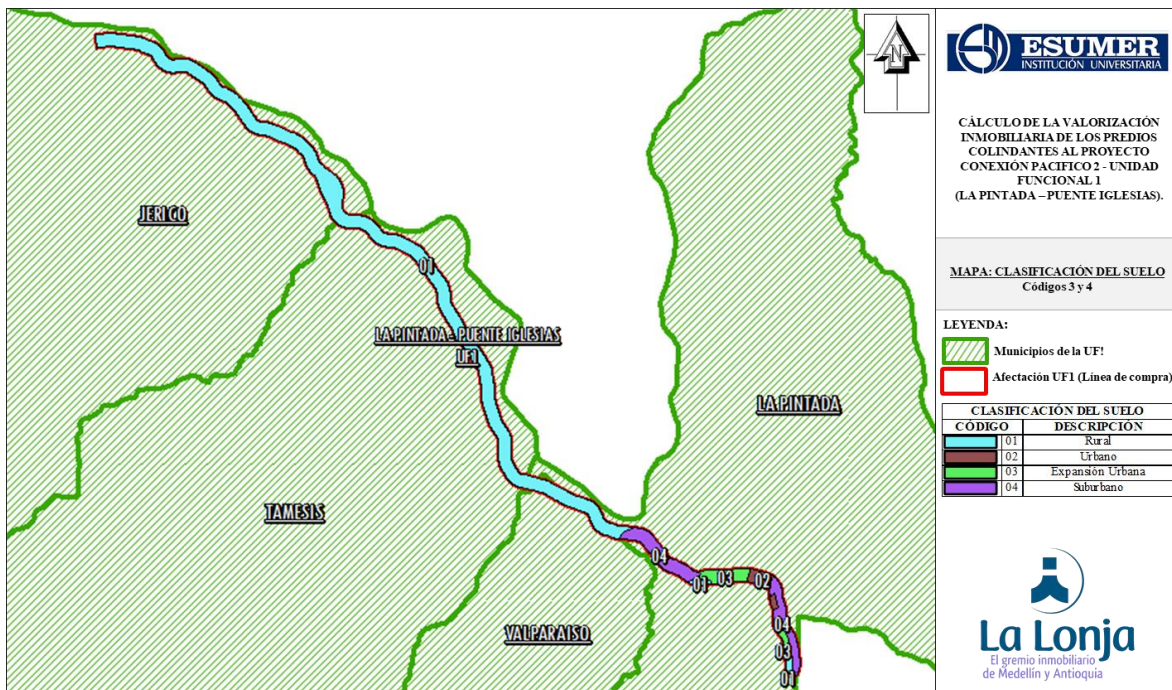 N
JERICO
01
LA PINTADA - PUENTE IGLESIAS
UF1
LA PINTADA
TAMESIS
04
01
03
02
VALPARAISO
04
03
01
ESUMER
INSTITUCIÓN UNIVERSITARIA
CÁLCULO DE LA VALORIZACIÓN
INMOBILIARIA DE LOS PREDIOS
COLINDANTES AL PROYECTO
CONEXIÓN PACIFICO 2 - UNIDAD
FUNCIONAL 1
(LA PINTADA – PUENTE IGLESIAS).
MAPA: CLASIFICACIÓN DEL SUELO
Códigos 3 y 4
LEYENDA:
Municipios de la UF!
Afectación UF1 (Línea de compra)
CLASIFICACIÓN DEL SUELO
CÓDIGO DESCRIPCIÓN
01 Rural
02 Urbano
03 Expansión Urbana
04 Suburbano
La Lonja
El gremio inmobiliario
de Medellín y Antioquia